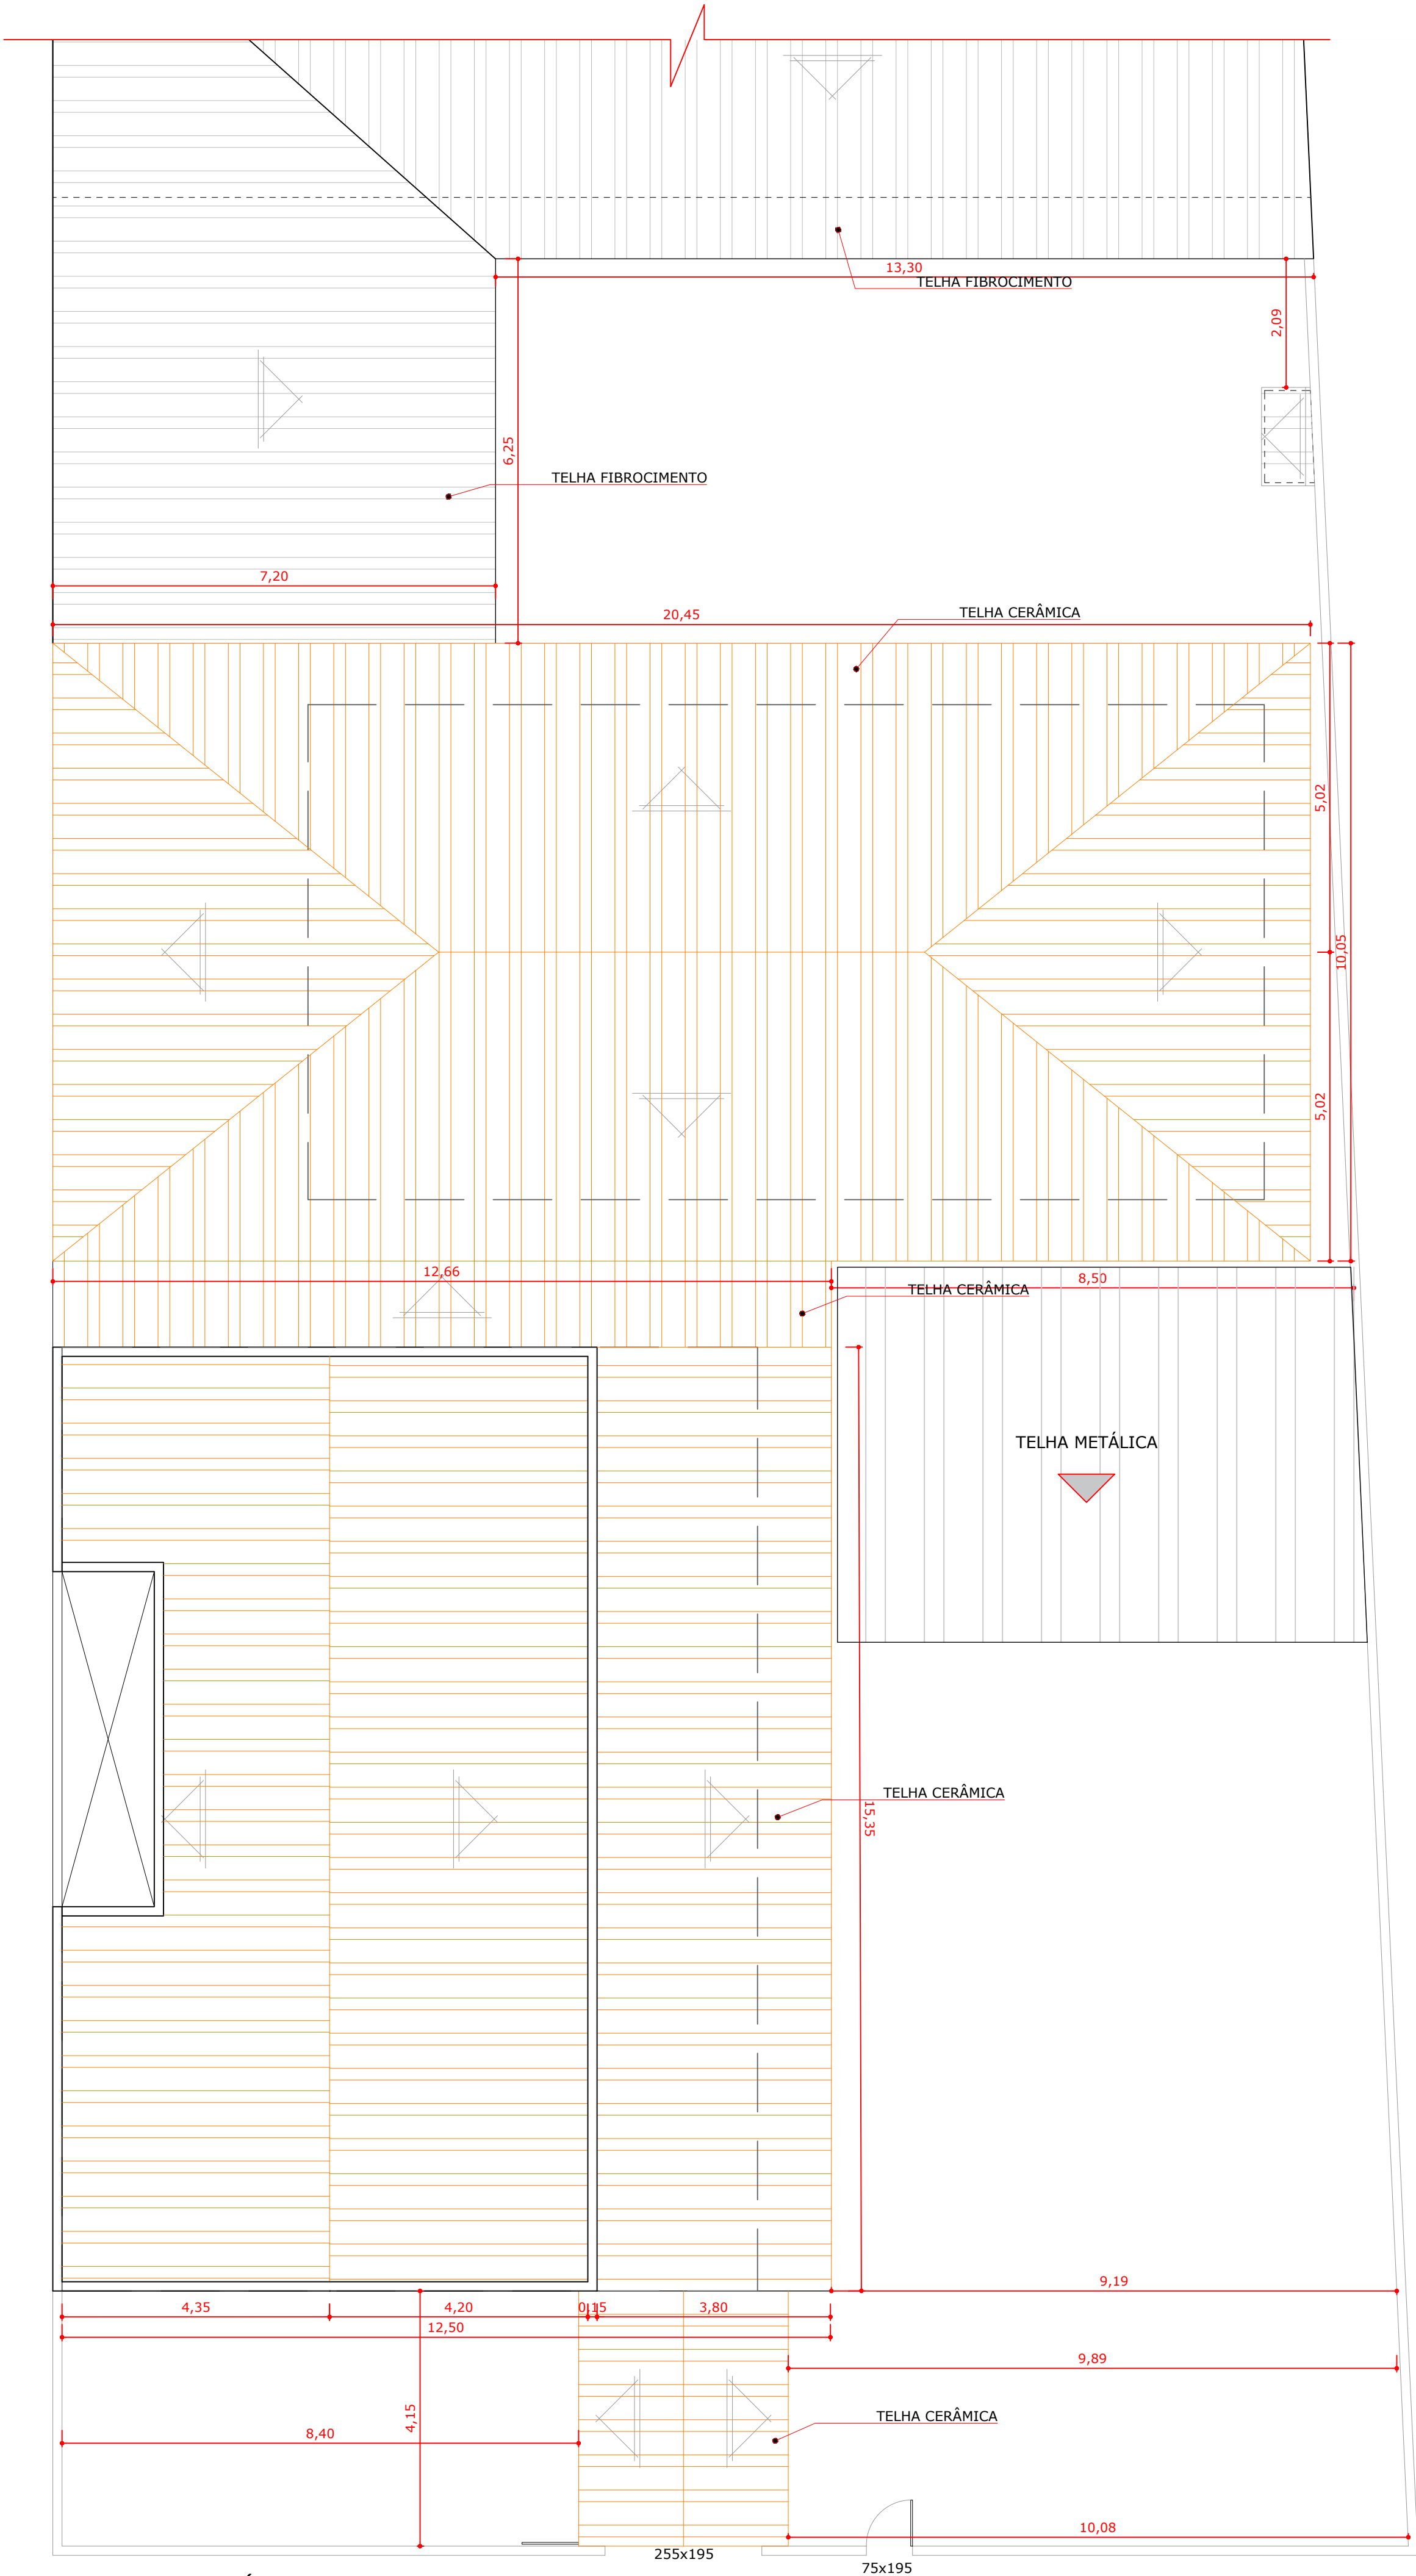 13,30
TELHA FIBROCIMENTO
2,09
6,25
TELHA FIBROCIMENTO
7,20
TELHA CERÂMICA
20,45
5,02
10,05
5,02
12,66
8,50
TELHA CERÂMICA
TELHA METÁLICA
TELHA CERÂMICA
15,35
9,19
4,35
4,20
0,15
3,80
12,50
9,89
4,15
TELHA CERÂMICA
8,40
10,08
255x195
75x195